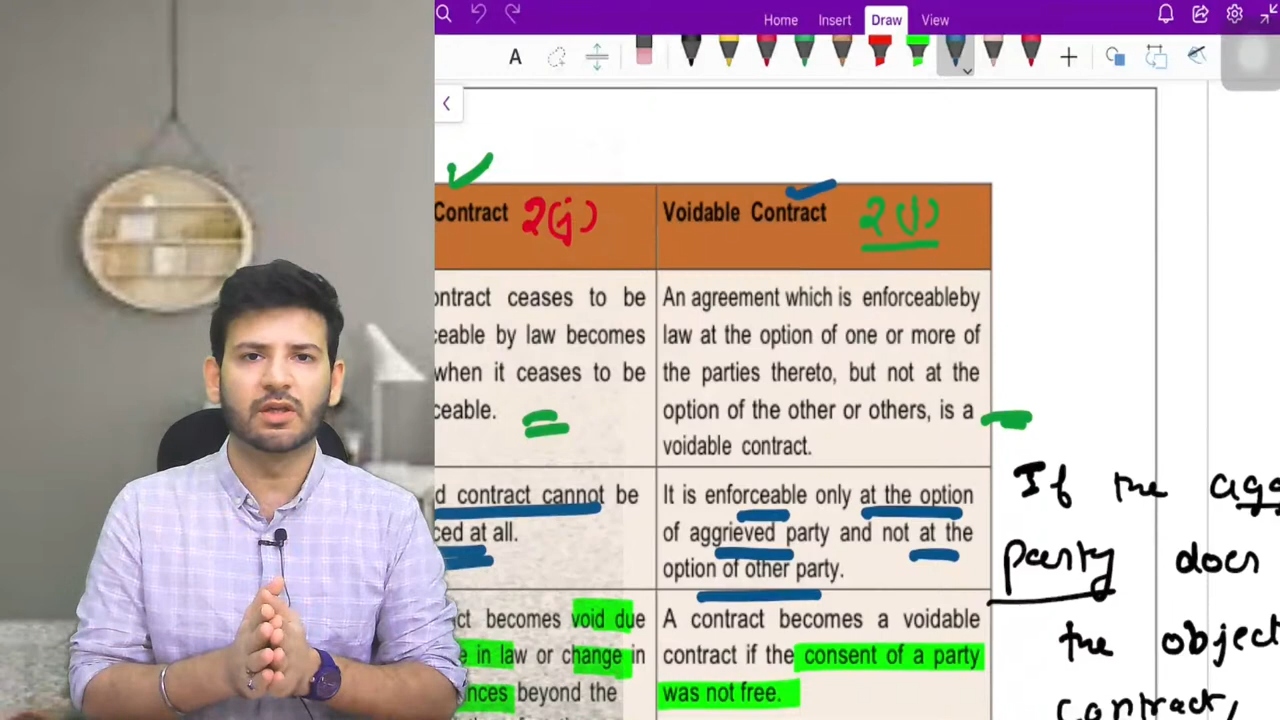 Home Insert Draw View
A
Contract 2(j)
Voidable Contract 2(i)
ontract ceases to be
eable by law becomes
when it ceases to be
ceable.
An agreement which is enforceableby
law at the option of one or more of
the parties thereto, but not at the
option of the other or others, is a
voidable contract.
d contract cannot be
ced at all.
It is enforceable only at the option
of aggrieved party and not at the
option of other party.
ct becomes void due
e in law or change in
nces beyond the
A contract becomes a voidable
contract if the consent of a party
was not free.
If the agg
party does
the object
contract,